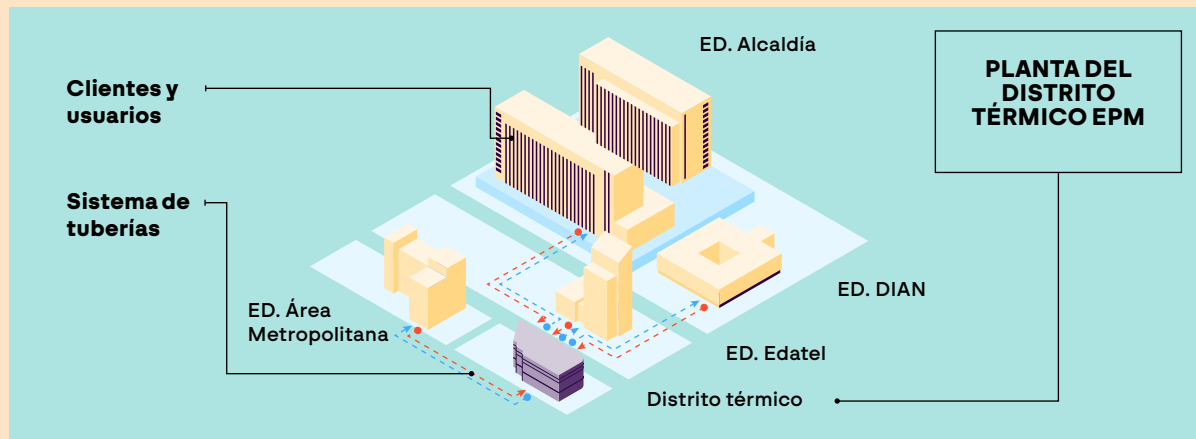 ED. Alcaldía
PLANTA DEL
DISTRITO
TÉRMICO EPM
Clientes y
usuarios
Sistema de
tuberías
ED. DIAN
ED. Área
Metropolitana
ED. Edatel
Distrito térmico